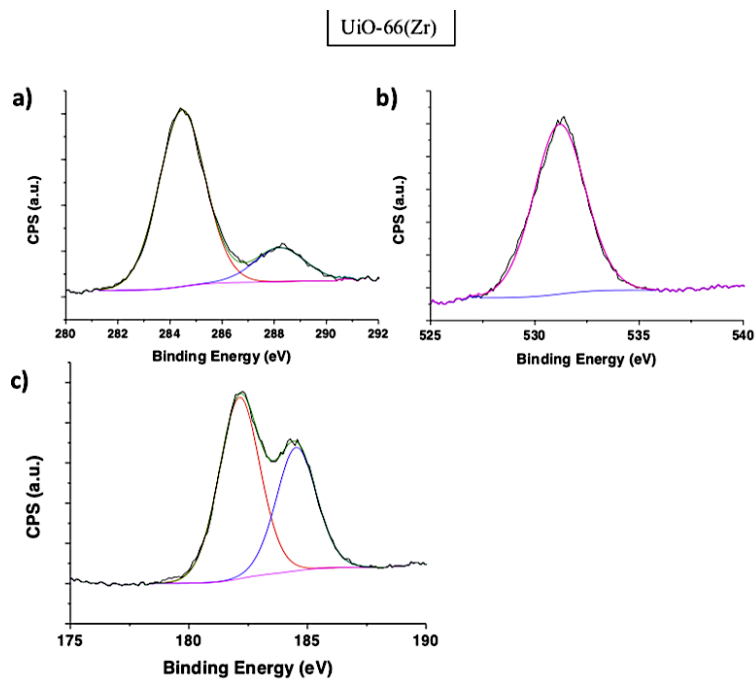 UiO-66(Zr)
a)
CPS (a.u.)
280 282 284 286 288 290 292
Binding Energy (eV)
b)
CPS (a.u.)
525 530 535 540
Binding Energy (eV)
c)
CPS (a.u.)
175 180 185 190
Binding Energy (eV)